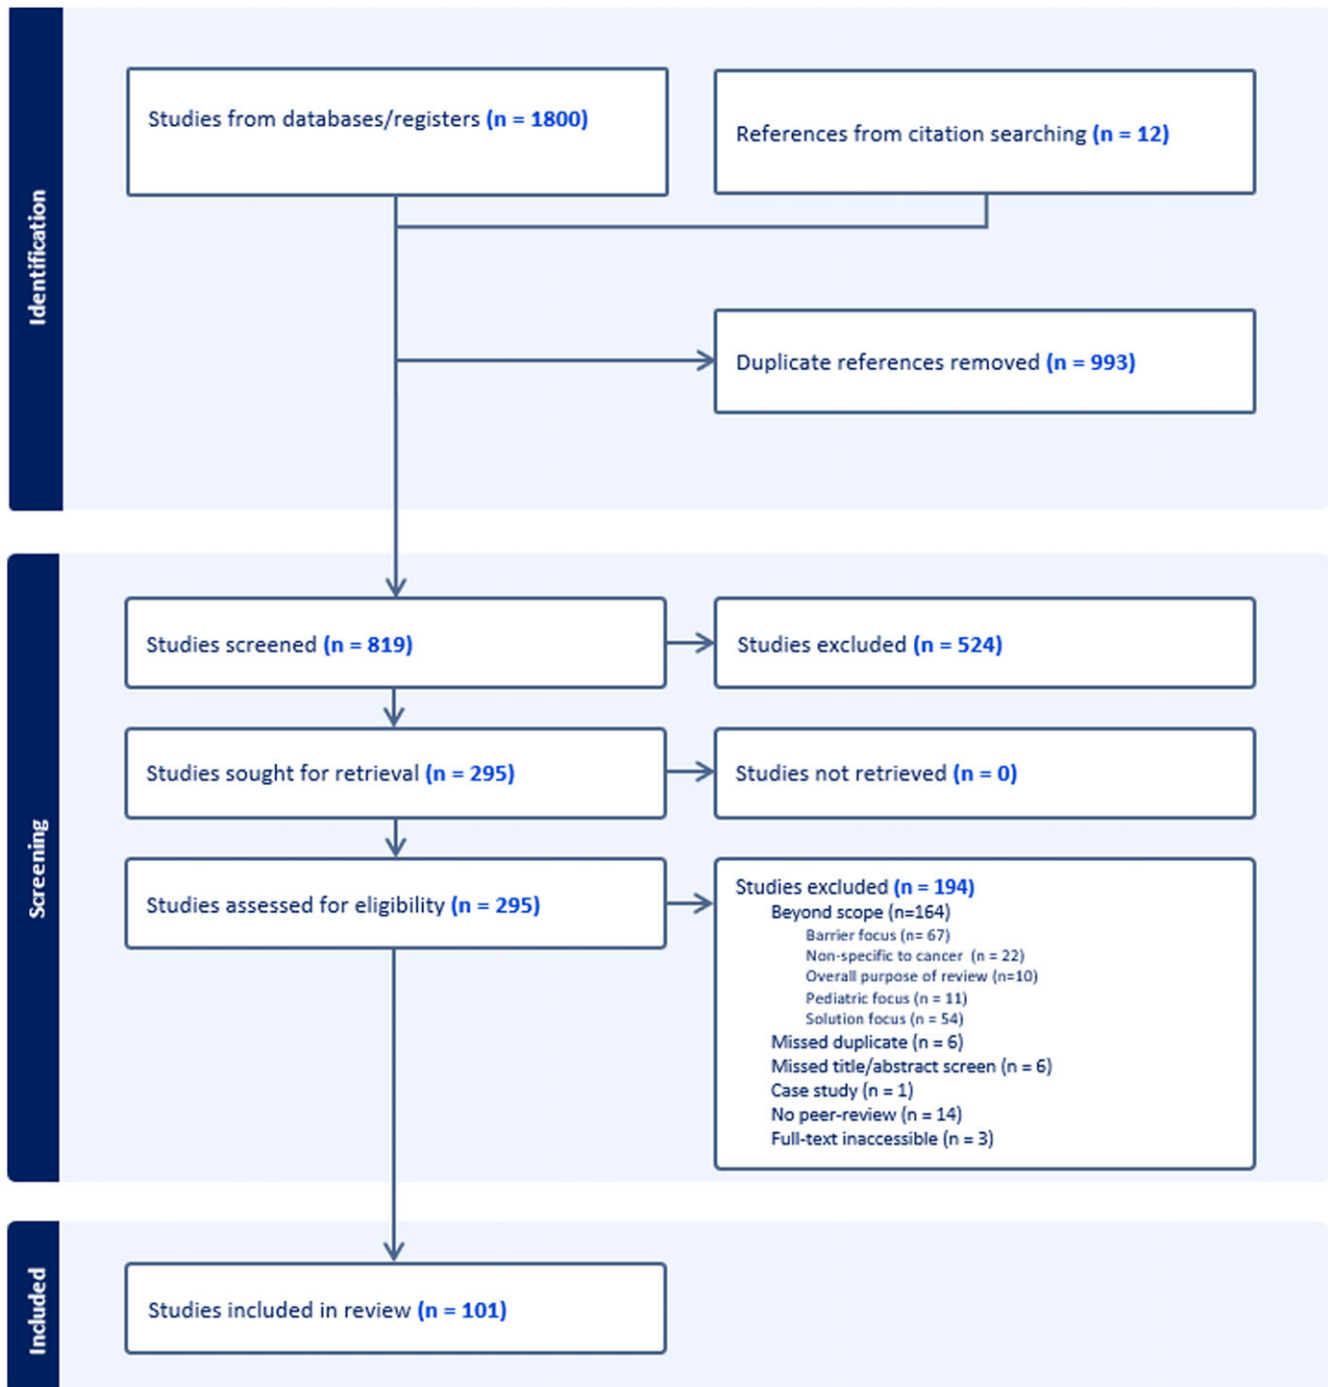 Identification
Studies from databases/registers (n = 1800)
References from citation searching (n = 12)
Duplicate references removed (n = 993)
Screening
Studies screened (n = 819)
Studies excluded (n = 524)
Studies sought for retrieval (n = 295)
Studies not retrieved (n = 0)
Studies assessed for eligibility (n = 295)
Studies excluded (n = 194)
Beyond scope (n=164)
Barrier focus (n= 67)
Non-specific to cancer (n = 22)
Overall purpose of review (n=10)
Pediatric focus (n = 11)
Solution focus (n = 54)
Missed duplicate (n = 6)
Missed title/abstract screen (n = 6)
Case study (n = 1)
No peer-review (n = 14)
Full-text inaccessible (n = 3)
Included
Studies included in review (n = 101)